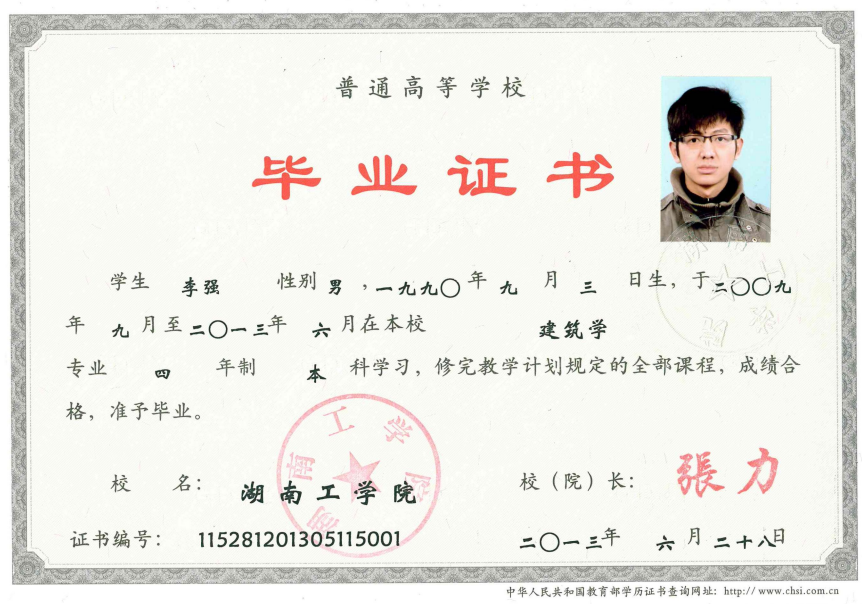 普通高等学校
毕业证书
学生 李强 性别 男，一九九〇年 九 月 三 日生，于二〇〇九
年 九 月至二〇一三年 六 月在本校 建筑学
专业 四 年制 本 科学习，修完教学计划规定的全部课程，成绩合
格，准予毕业。
湖南工学院
校 名： 湖南工学院 校（院）长： 張力
证书编号： 115281201305115001 二〇一三年 六 月 二十八日
中华人民共和国教育部学历证书查询网址：http:// www.chsi.com.cn